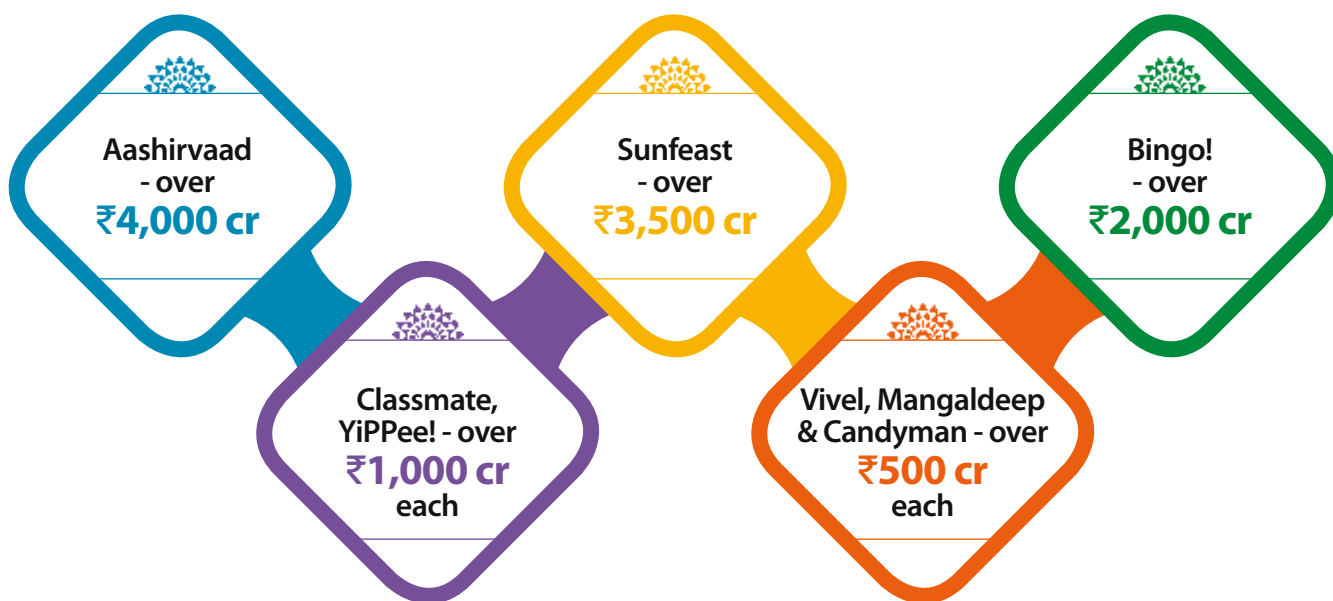 Aashirvaad
- over
₹4,000 cr
Classmate,
YiPPee! - over
₹1,000 cr
each
Sunfeast
- over
₹3,500 cr
Vivel, Mangaldeep
& Candyman - over
₹500 cr
each
Bingo!
- over
₹2,000 cr